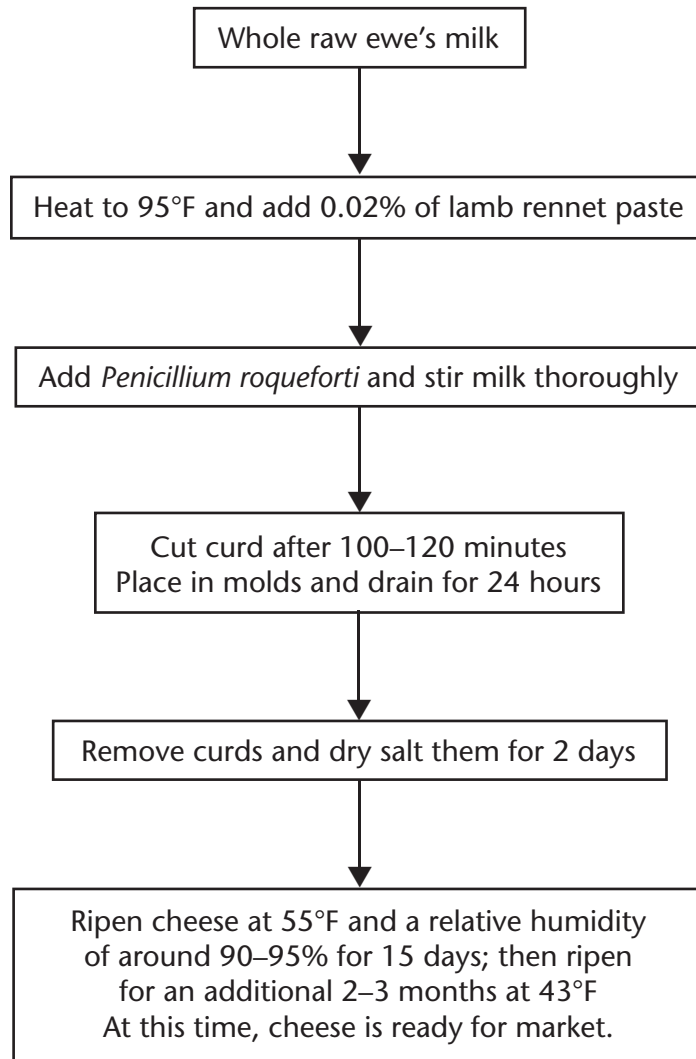 Whole raw ewe’s milk
Heat to 95°F and add 0.02% of lamb rennet paste
Add Penicillium roqueforti and stir milk thoroughly
Cut curd after 100–120 minutes
Place in molds and drain for 24 hours
Remove curds and dry salt them for 2 days
Ripen cheese at 55°F and a relative humidity
of around 90–95% for 15 days; then ripen
for an additional 2–3 months at 43°F
At this time, cheese is ready for market.